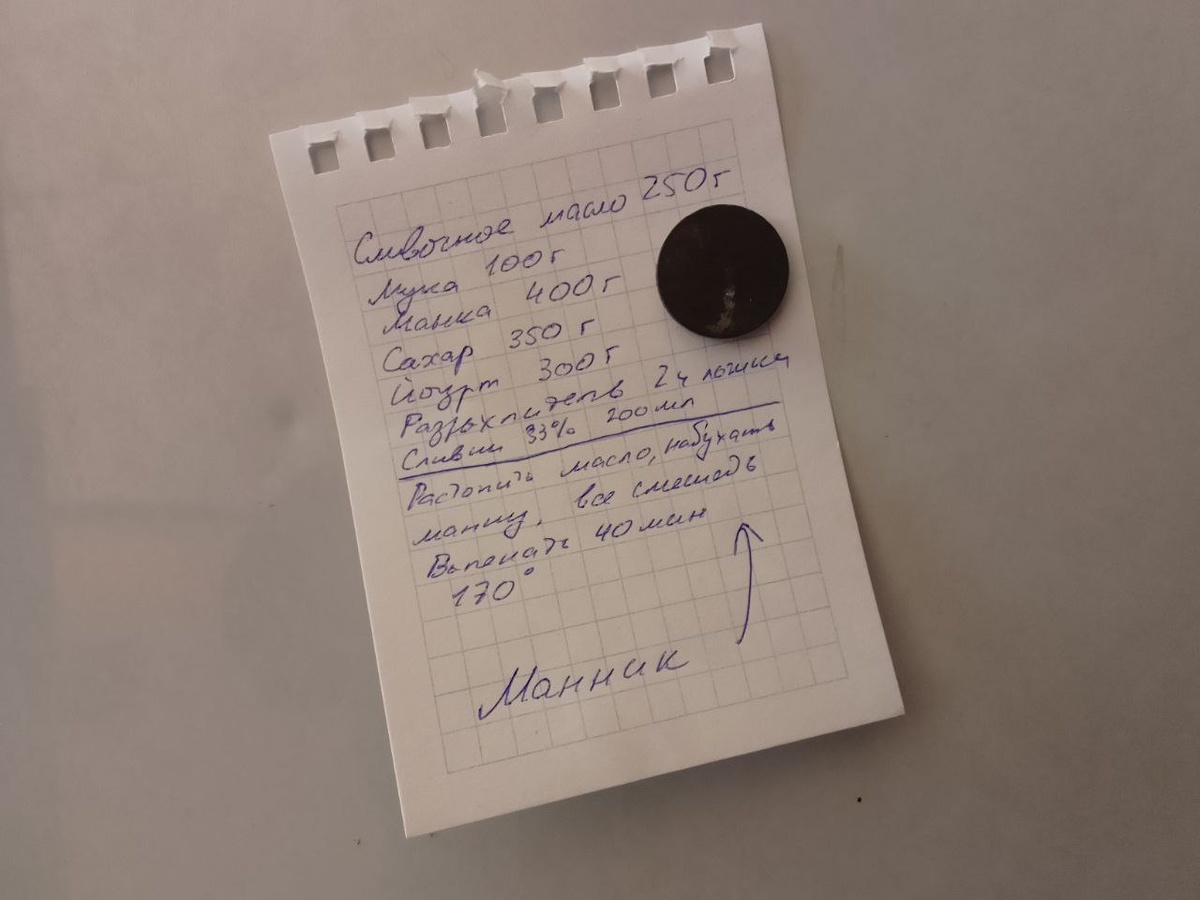 Сливочное масло 250г
Мука 100г
Манка 400г
Сахар 350г
Йогурт 300г
Разрыхлитель 2ч ложки
Сливки 33% 200мл
Растопить масло, набухать
манку, все смешать
Выпекать 40мин
170°
Манник